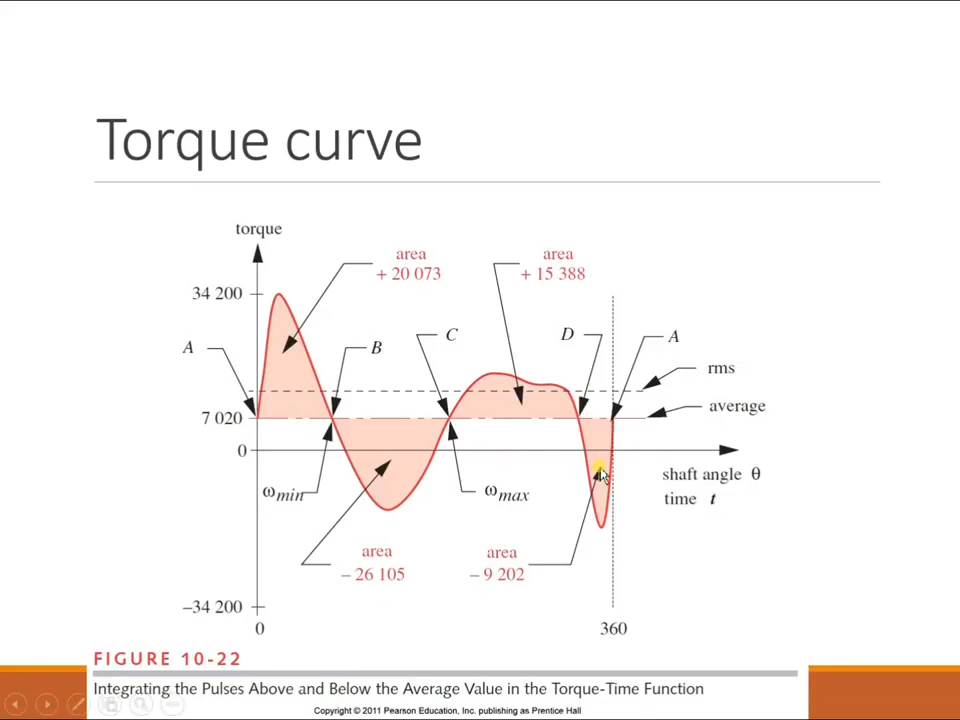 Torque curve
torque
area
+ 20 073
area
+ 15 388
34 200
A
B
C
D
A
rms
average
7 020
0
shaft angle θ
time t
ωmin
ωmax
area
– 26 105
area
– 9 202
–34 200
0
360
FIGURE 10-22
Integrating the Pulses Above and Below the Average Value in the Torque-Time Function
Copyright © 2011 Pearson Education, Inc. publishing as Prentice Hall